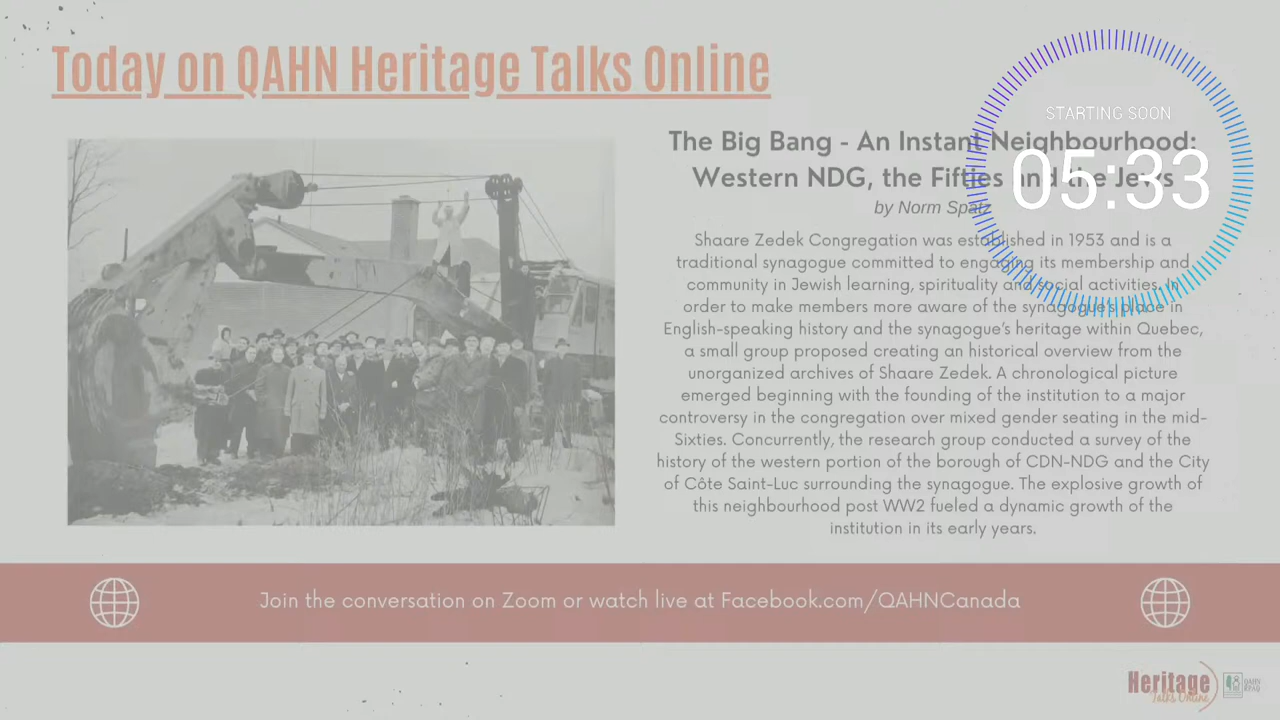 Today on QAHN Heritage Talks Online
STARTING SOON
05:33
The Big Bang - An Instant Neighbourhood:
Western NDG, the Fifties and the Jews
by Norm Spatz
Shaare Zedek Congregation was established in 1953 and is a
traditional synagogue committed to engaging its membership and
community in Jewish learning, spirituality and social activities. In
order to make members more aware of the synagogue's place in
English-speaking history and the synagogue's heritage within Quebec,
a small group proposed creating an historical overview from the
unorganized archives of Shaare Zedek. A chronological picture
emerged beginning with the founding of the institution to a major
controversy in the congregation over mixed gender seating in the mid-
Sixties. Concurrently, the research group conducted a survey of the
history of the western portion of the borough of CDN-NDG and the City
of Côte Saint-Luc surrounding the synagogue. The explosive growth of
this neighbourhood post WW2 fueled a dynamic growth of the
institution in its early years.
Join the conversation on Zoom or watch live at Facebook.com/QAHNCanada
Heritage
Talks Online
QAHN
RPAQ